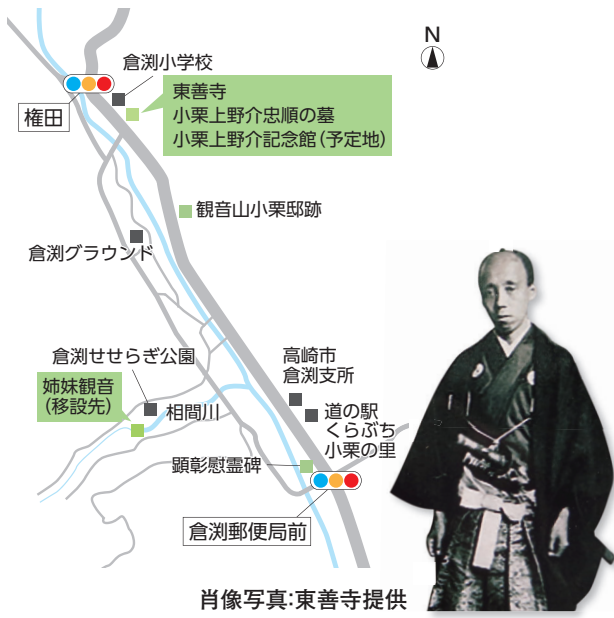 N
倉渕小学校
権田
東善寺
小栗上野介忠順の墓
小栗上野介記念館(予定地)
観音山小栗邸跡
倉渕グラウンド
倉渕せせらぎ公園
姉妹観音
(移設先)
相間川
高崎市
倉渕支所
道の駅
くらぶち
小栗の里
顕彰慰霊碑
倉渕郵便局前
肖像写真:東善寺提供